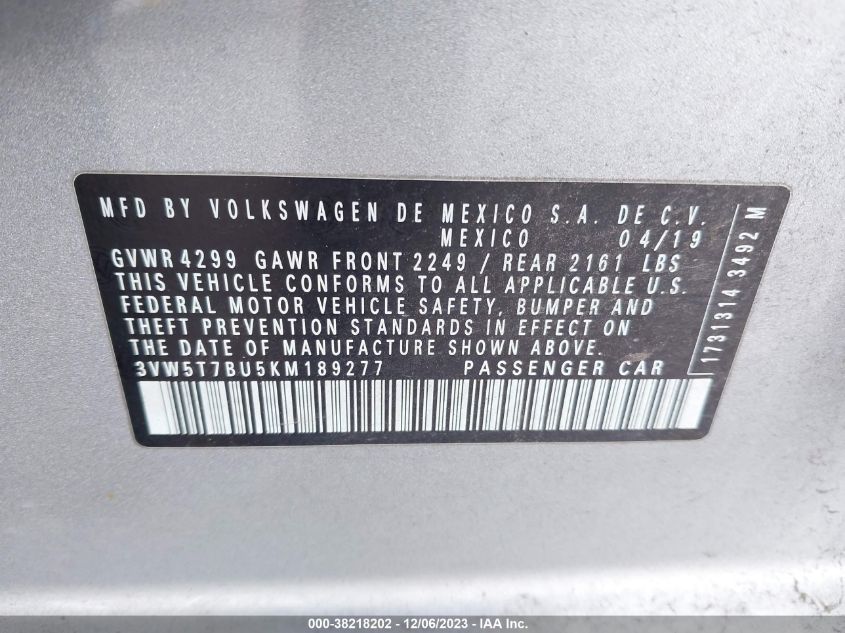 MFD BY VOLKSWAGEN DE MEXICO S.A. DE C.V.
MEXICO 04/19
GVWR 4299 GAWR FRONT 2249 / REAR 2161 LBS
THIS VEHICLE CONFORMS TO ALL APPLICABLE U.S.
FEDERAL MOTOR VEHICLE SAFETY, BUMPER AND
THEFT PREVENTION STANDARDS IN EFFECT ON
THE DATE OF MANUFACTURE SHOWN ABOVE.
3VW5T7BU5KM189277 PASSENGER CAR
1731314 3492 M
000-38218202 - 12/06/2023 - © IAA Inc.